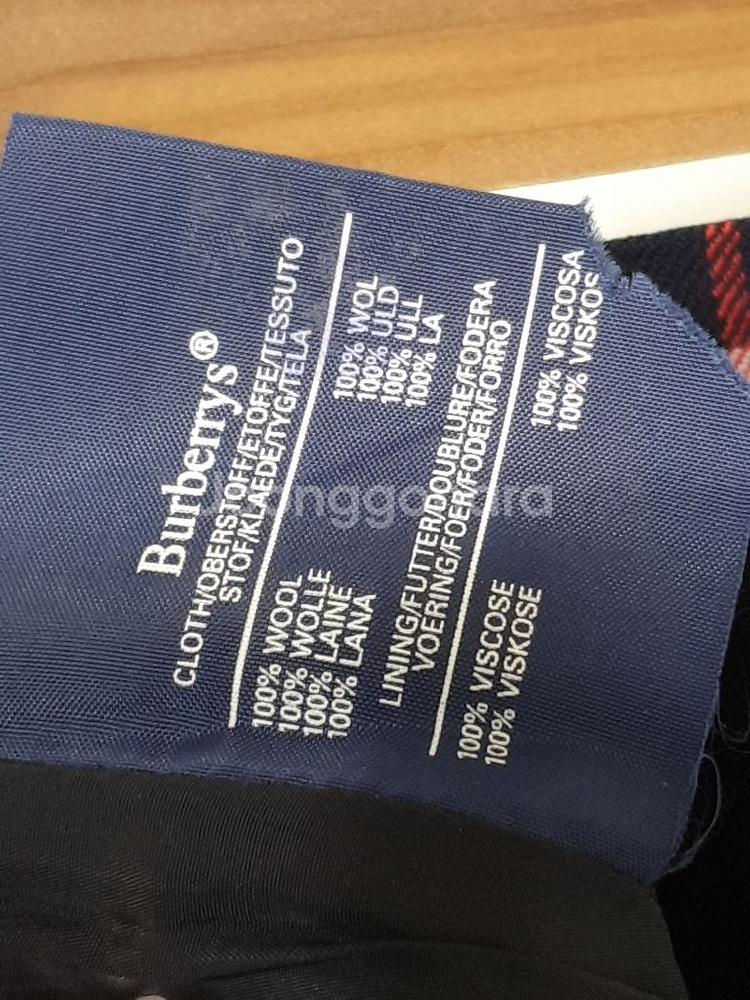 Burberrys®
CLOTH/OBERSTOFF/ETOFFE/TESSUTO
STOF/KLAEDE/TYG/TELA
100% WOOL 100% WOL
100% WOLLE 100% ULD
100% LAINE 100% ULL
100% LANA 100% LA
LINING/FUTTER/DOUBLURE/FODERA
VOERING/FOER/FODER/FORRO
100% VISCOSE 100% VISCOSA
100% VISKOSE 100% VISKOS